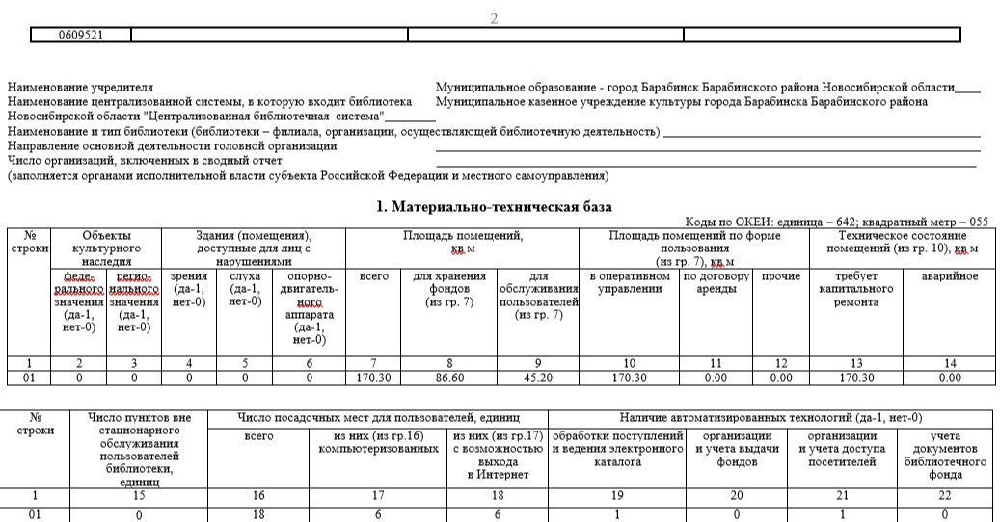 2
0609521
Наименование учредителя Муниципальное образование - город Барабинск Барабинского района Новосибирской области____
Наименование централизованной системы, в которую входит библиотека Муниципальное казенное учреждение культуры города Барабинска Барабинского района
Новосибирской области "Централизованная библиотечная система"________
Наименование и тип библиотеки (библиотеки – филиала, организации, осуществляющей библиотечную деятельность)
Направление основной деятельности головной организации
Число организаций, включенных в сводный отчет
(заполняется органами исполнительной власти субъекта Российской Федерации и местного самоуправления)
1. Материально-техническая база
Коды по ОКЕИ: единица – 642; квадратный метр – 055
№ строки Объекты культурного наследия Здания (помещения), доступные для лиц с нарушениями Площадь помещений, кв.м Площадь помещений по форме пользования (из гр. 7), кв.м Техническое состояние помещений (из гр. 10), кв.м
феде-рального значения (да-1, нет-0) регио-нального значения (да-1, нет-0) зрения (да-1, нет-0) слуха (да-1, нет-0) опорно-двигатель-ного аппарата (да-1, нет-0) всего для хранения фондов (из гр. 7) для обслуживания пользователей (из гр. 7) в оперативном управлении по договору аренды прочие требует капитального ремонта аварийное
1 2 3 4 5 6 7 8 9 10 11 12 13 14
01 0 0 0 0 0 170.30 86.60 45.20 170.30 0.00 0.00 170.30 0.00
№ строки Число пунктов вне стационарного обслуживания пользователей библиотеки, единиц Число посадочных мест для пользователей, единиц Наличие автоматизированных технологий (да-1, нет-0)
всего из них (из гр.16) компьютеризованных из них (из гр.17) с возможностью выхода в Интернет обработки поступлений и ведения электронного каталога организации и учета выдачи фондов организации и учета доступа посетителей учета документов библиотечного фонда
1 15 16 17 18 19 20 21 22
01 0 18 6 6 1 0 1 0